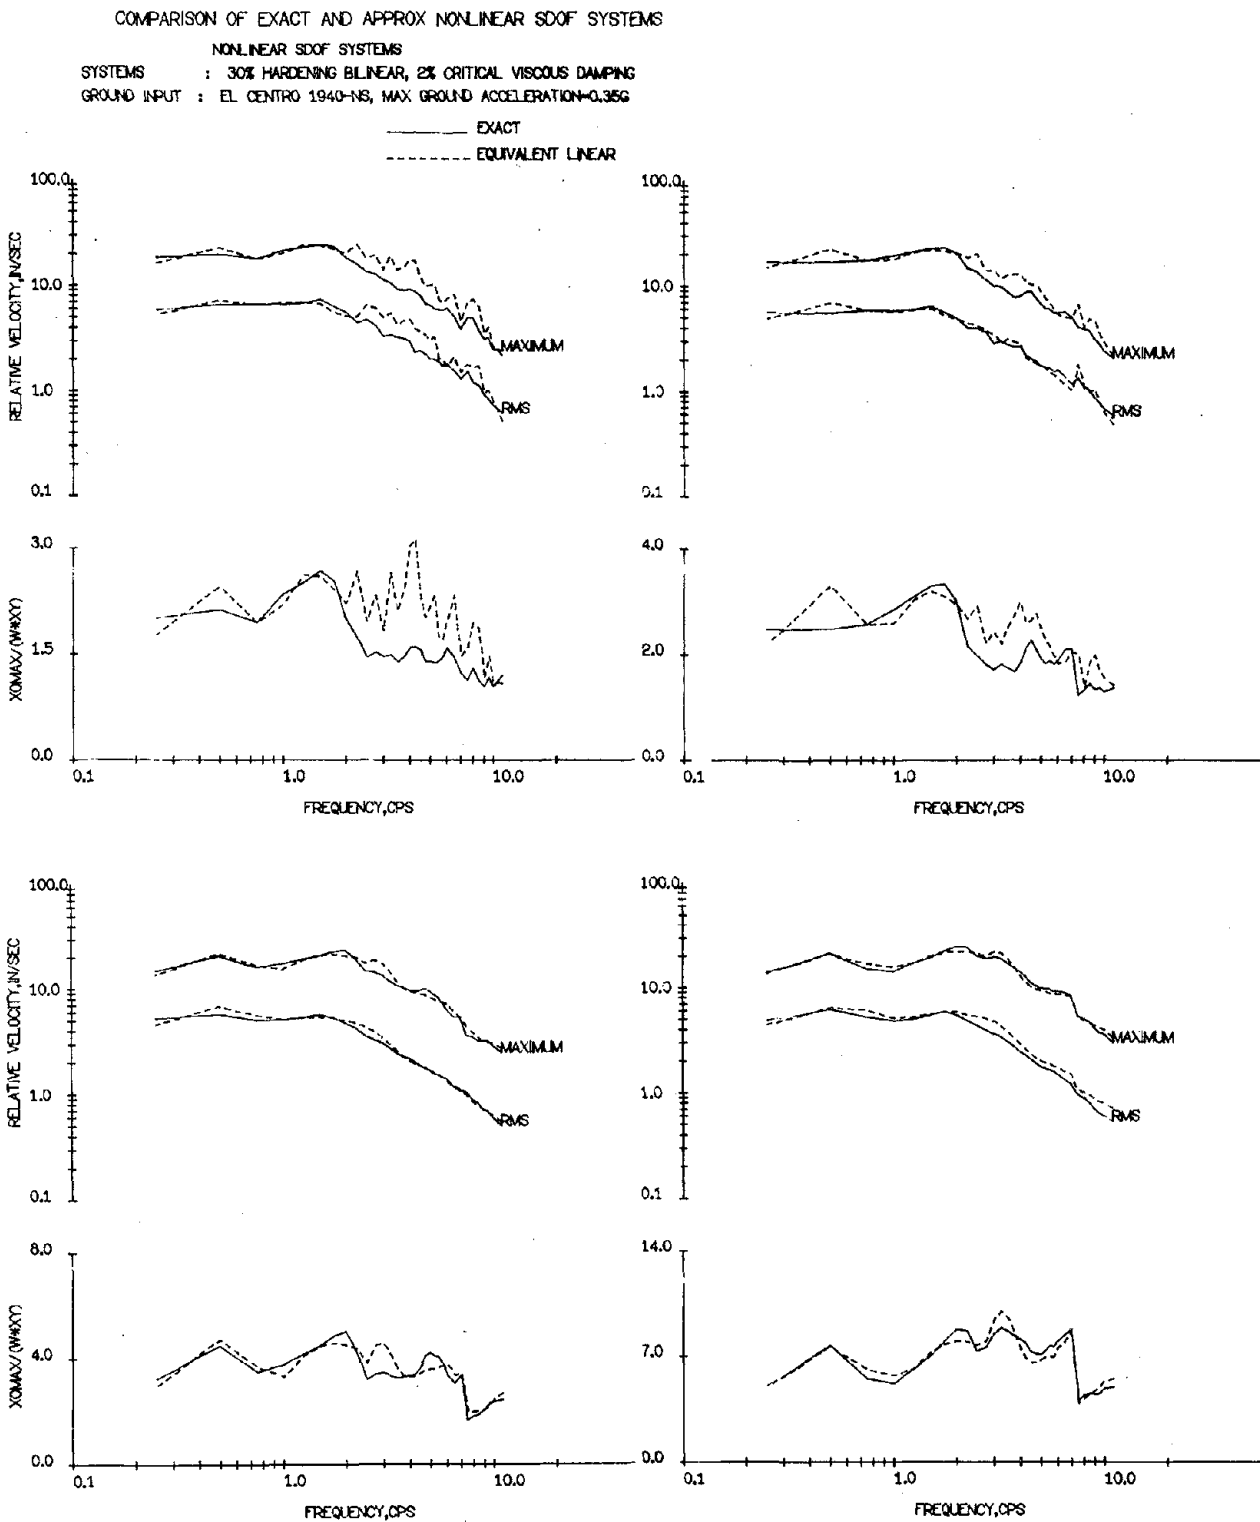 COMPARISON OF EXACT AND APPROX NONLINEAR SDOF SYSTEMS
NONLINEAR SDOF SYSTEMS
SYSTEMS : 30% HARDENING BILINEAR, 2% CRITICAL VISCOUS DAMPING
GROUND INPUT : EL CENTRO 1940-NS, MAX GROUND ACCELERATION=0.35G
EXACT
EQUIVALENT LINEAR
100.0
10.0
1.0
0.1
RELATIVE VELOCITY,IN/SEC
MAXIMUM
RMS
3.0
1.5
0.0
XOMAX/(W*XY)
0.1 1.0 10.0
FREQUENCY,CPS
100.0
10.0
1.0
0.1
MAXIMUM
RMS
4.0
2.0
0.0
0.1 1.0 10.0
FREQUENCY,CPS
100.0
10.0
1.0
0.1
RELATIVE VELOCITY,IN/SEC
MAXIMUM
RMS
8.0
4.0
0.0
XOMAX/(W*XY)
0.1 1.0 10.0
FREQUENCY,CPS
100.0
10.0
1.0
0.1
MAXIMUM
RMS
14.0
7.0
0.0
0.1 1.0 10.0
FREQUENCY,CPS